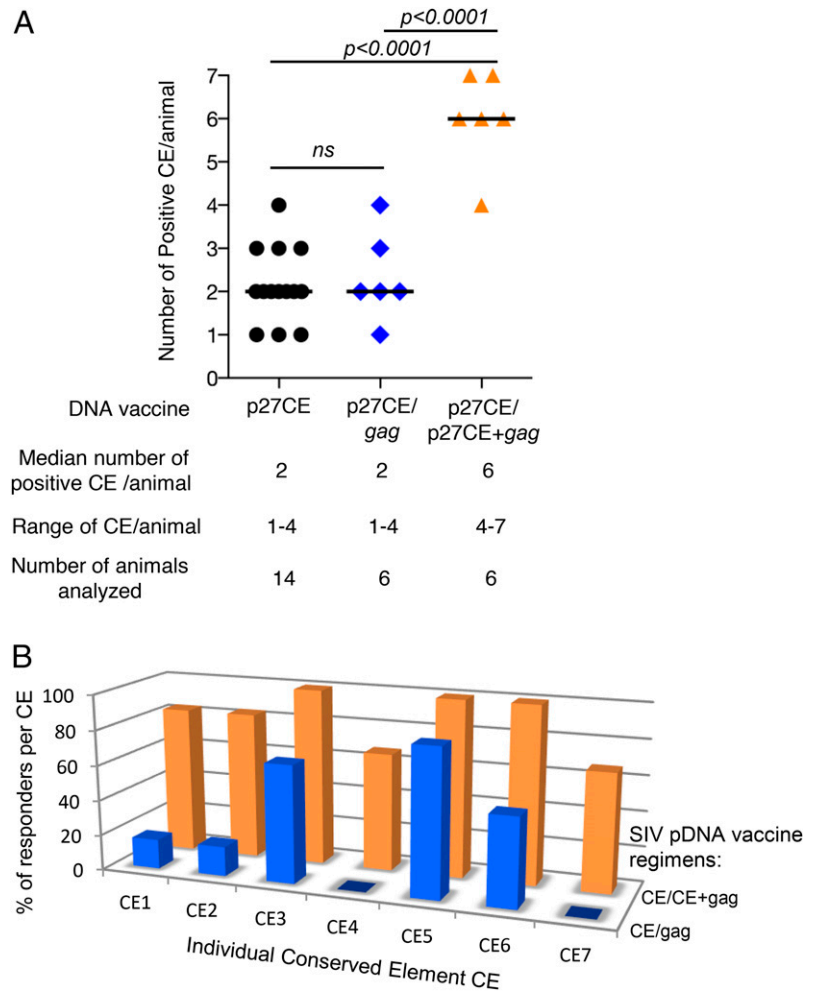 A
p<0.0001
p<0.0001
ns
Number of Positive CE/animal
7
6
5
4
3
2
1
0
DNA vaccine p27CE p27CE/ gag p27CE/ p27CE+gag
Median number of positive CE /animal 2 2 6
Range of CE/animal 1-4 1-4 4-7
Number of animals analyzed 14 6 6
B
% of responders per CE
100
80
60
40
20
0
CE1 CE2 CE3 CE4 CE5 CE6 CE7
Individual Conserved Element CE
SIV pDNA vaccine
regimens:
CE/CE+gag
CE/gag